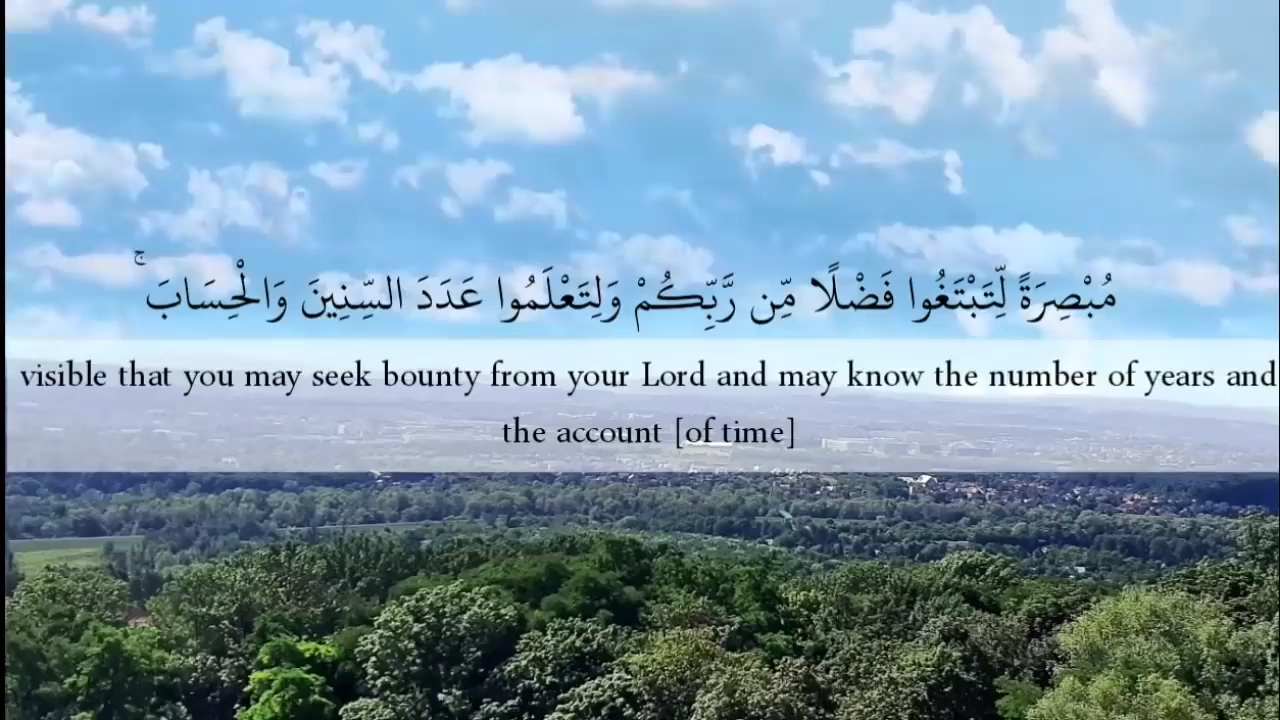 مُبْصِرَةً لِّتَبْتَغُوا فَضْلًا مِّن رَّبِّكُمْ وَلِتَعْلَمُوا عَدَدَ السِّنِينَ وَالْحِسَابَ ۚ
visible that you may seek bounty from your Lord and may know the number of years and
the account [of time]